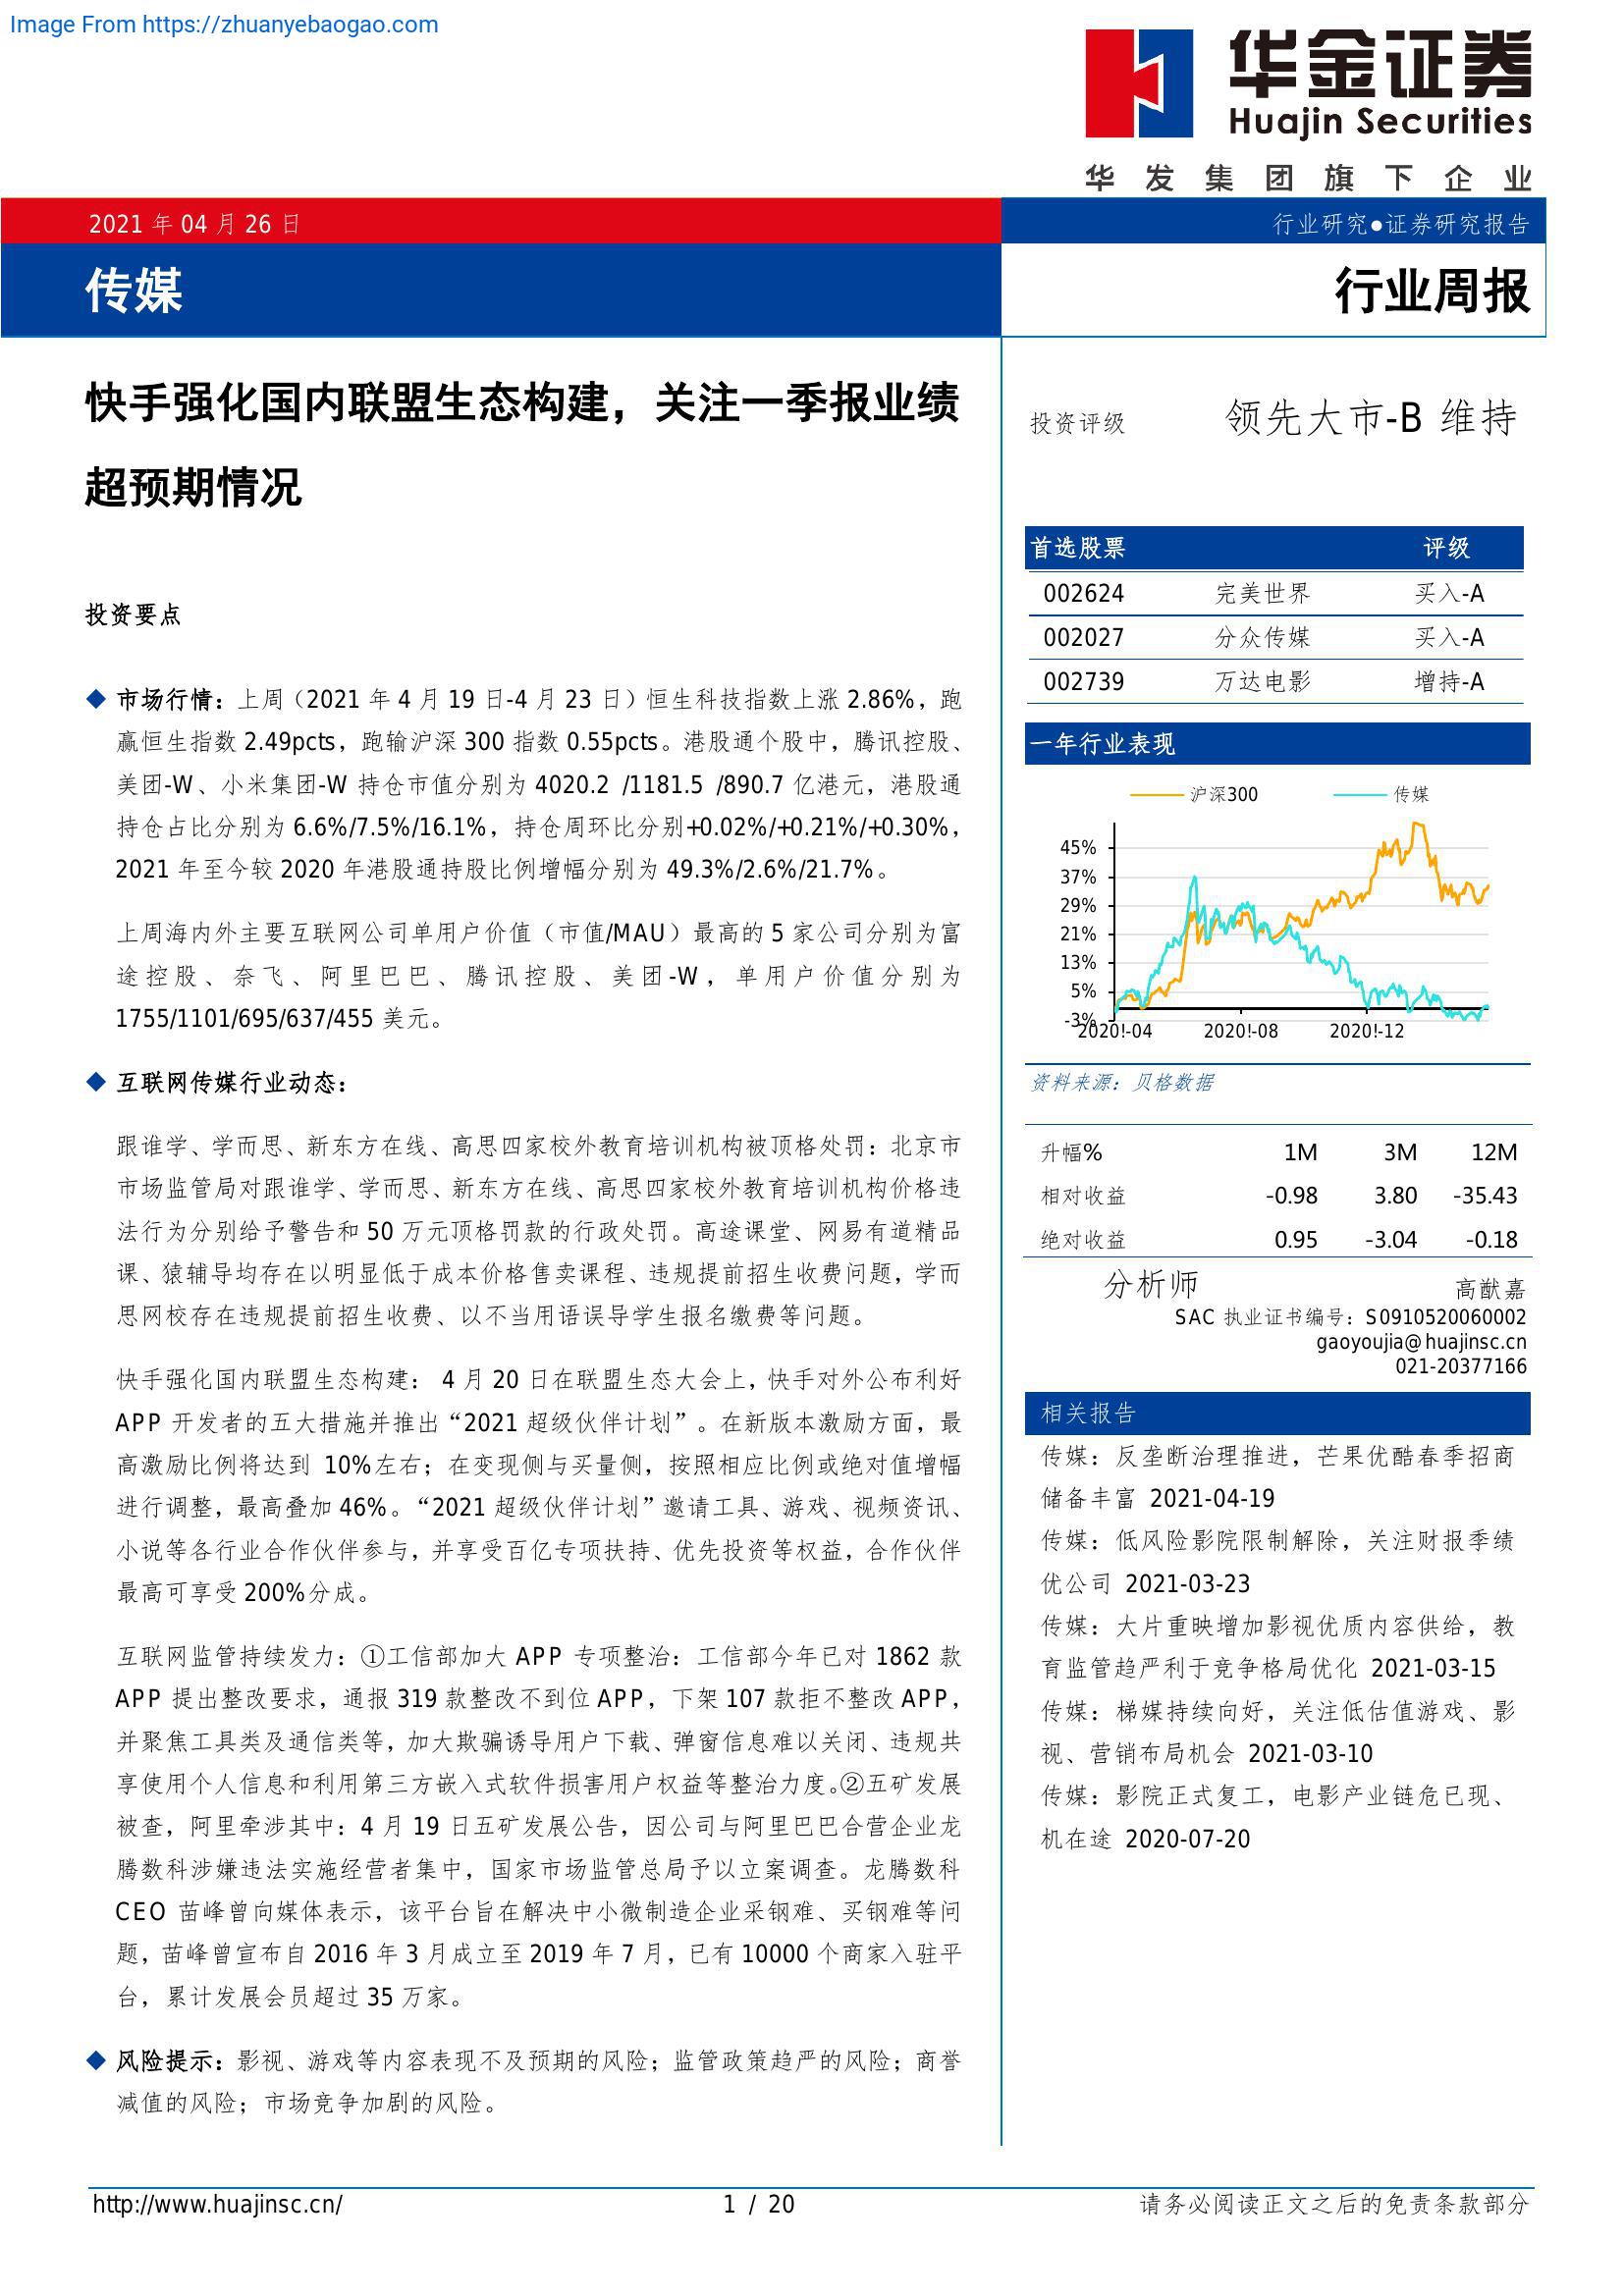 Image From https://zhuanyebaogao.com
华金证券
Huajin Securities
华发集团旗下企业
2021 年 04 月 26 日
行业研究●证券研究报告
传媒
行业周报
快手强化国内联盟生态构建，关注一季报业绩
超预期情况
投资要点
◆ 市场行情：上周（2021 年 4 月 19 日-4 月 23 日）恒生科技指数上涨 2.86%，跑
赢恒生指数 2.49pcts，跑输沪深 300 指数 0.55pcts。港股通个股中，腾讯控股、
美团-W、小米集团-W 持仓市值分别为 4020.2 /1181.5 /890.7 亿港元，港股通
持仓占比分别为 6.6%/7.5%/16.1%，持仓周环比分别+0.02%/+0.21%/+0.30%，
2021 年至今较 2020 年港股通持股比例增幅分别为 49.3%/2.6%/21.7%。
上周海内外主要互联网公司单用户价值（市值/MAU）最高的 5 家公司分别为富
途控股、奈飞、阿里巴巴、腾讯控股、美团-W，单用户价值分别为
1755/1101/695/637/455 美元。
◆ 互联网传媒行业动态：
跟谁学、学而思、新东方在线、高思四家校外教育培训机构被顶格处罚：北京市
市场监管局对跟谁学、学而思、新东方在线、高思四家校外教育培训机构价格违
法行为分别给予警告和 50 万元顶格罚款的行政处罚。高途课堂、网易有道精品
课、猿辅导均存在以明显低于成本价格售卖课程、违规提前招生收费问题，学而
思网校存在违规提前招生收费、以不当用语误导学生报名缴费等问题。
快手强化国内联盟生态构建： 4 月 20 日在联盟生态大会上，快手对外公布利好
APP 开发者的五大措施并推出“2021 超级伙伴计划”。在新版本激励方面，最
高激励比例将达到 10%左右；在变现侧与买量侧，按照相应比例或绝对值增幅
进行调整，最高叠加 46%。“2021 超级伙伴计划”邀请工具、游戏、视频资讯、
小说等各行业合作伙伴参与，并享受百亿专项扶持、优先投资等权益，合作伙伴
最高可享受 200%分成。
互联网监管持续发力：①工信部加大 APP 专项整治：工信部今年已对 1862 款
APP 提出整改要求，通报 319 款整改不到位 APP，下架 107 款拒不整改 APP，
并聚焦工具类及通信类等，加大欺骗诱导用户下载、弹窗信息难以关闭、违规共
享使用个人信息和利用第三方嵌入式软件损害用户权益等整治力度。②五矿发展
被查，阿里牵涉其中：4 月 19 日五矿发展公告，因公司与阿里巴巴合营企业龙
腾数科涉嫌违法实施经营者集中，国家市场监管总局予以立案调查。龙腾数科
CEO 苗峰曾向媒体表示，该平台旨在解决中小微制造企业采钢难、买钢难等问
题，苗峰曾宣布自 2016 年 3 月成立至 2019 年 7 月，已有 10000 个商家入驻平
台，累计发展会员超过 35 万家。
◆ 风险提示：影视、游戏等内容表现不及预期的风险；监管政策趋严的风险；商誉
减值的风险；市场竞争加剧的风险。
投资评级 领先大市-B 维持
首选股票 评级
002624 完美世界 买入-A
002027 分众传媒 买入-A
002739 万达电影 增持-A
一年行业表现
沪深300 传媒
45%
37%
29%
21%
13%
5%
-3%
2020!-04 2020!-08 2020!-12
资料来源：贝格数据
升幅% 1M 3M 12M
相对收益 -0.98 3.80 -35.43
绝对收益 0.95 -3.04 -0.18
分析师 高猷嘉
SAC 执业证书编号：S0910520060002
gaoyoujia@huajinsc.cn
021-20377166
相关报告
传媒：反垄断治理推进，芒果优酷春季招商
储备丰富 2021-04-19
传媒：低风险影院限制解除，关注财报季绩
优公司 2021-03-23
传媒：大片重映增加影视优质内容供给，教
育监管趋严利于竞争格局优化 2021-03-15
传媒：梯媒持续向好，关注低估值游戏、影
视、营销布局机会 2021-03-10
传媒：影院正式复工，电影产业链危已现、
机在途 2020-07-20
http://www.huajinsc.cn/ 1 / 20 请务必阅读正文之后的免责条款部分